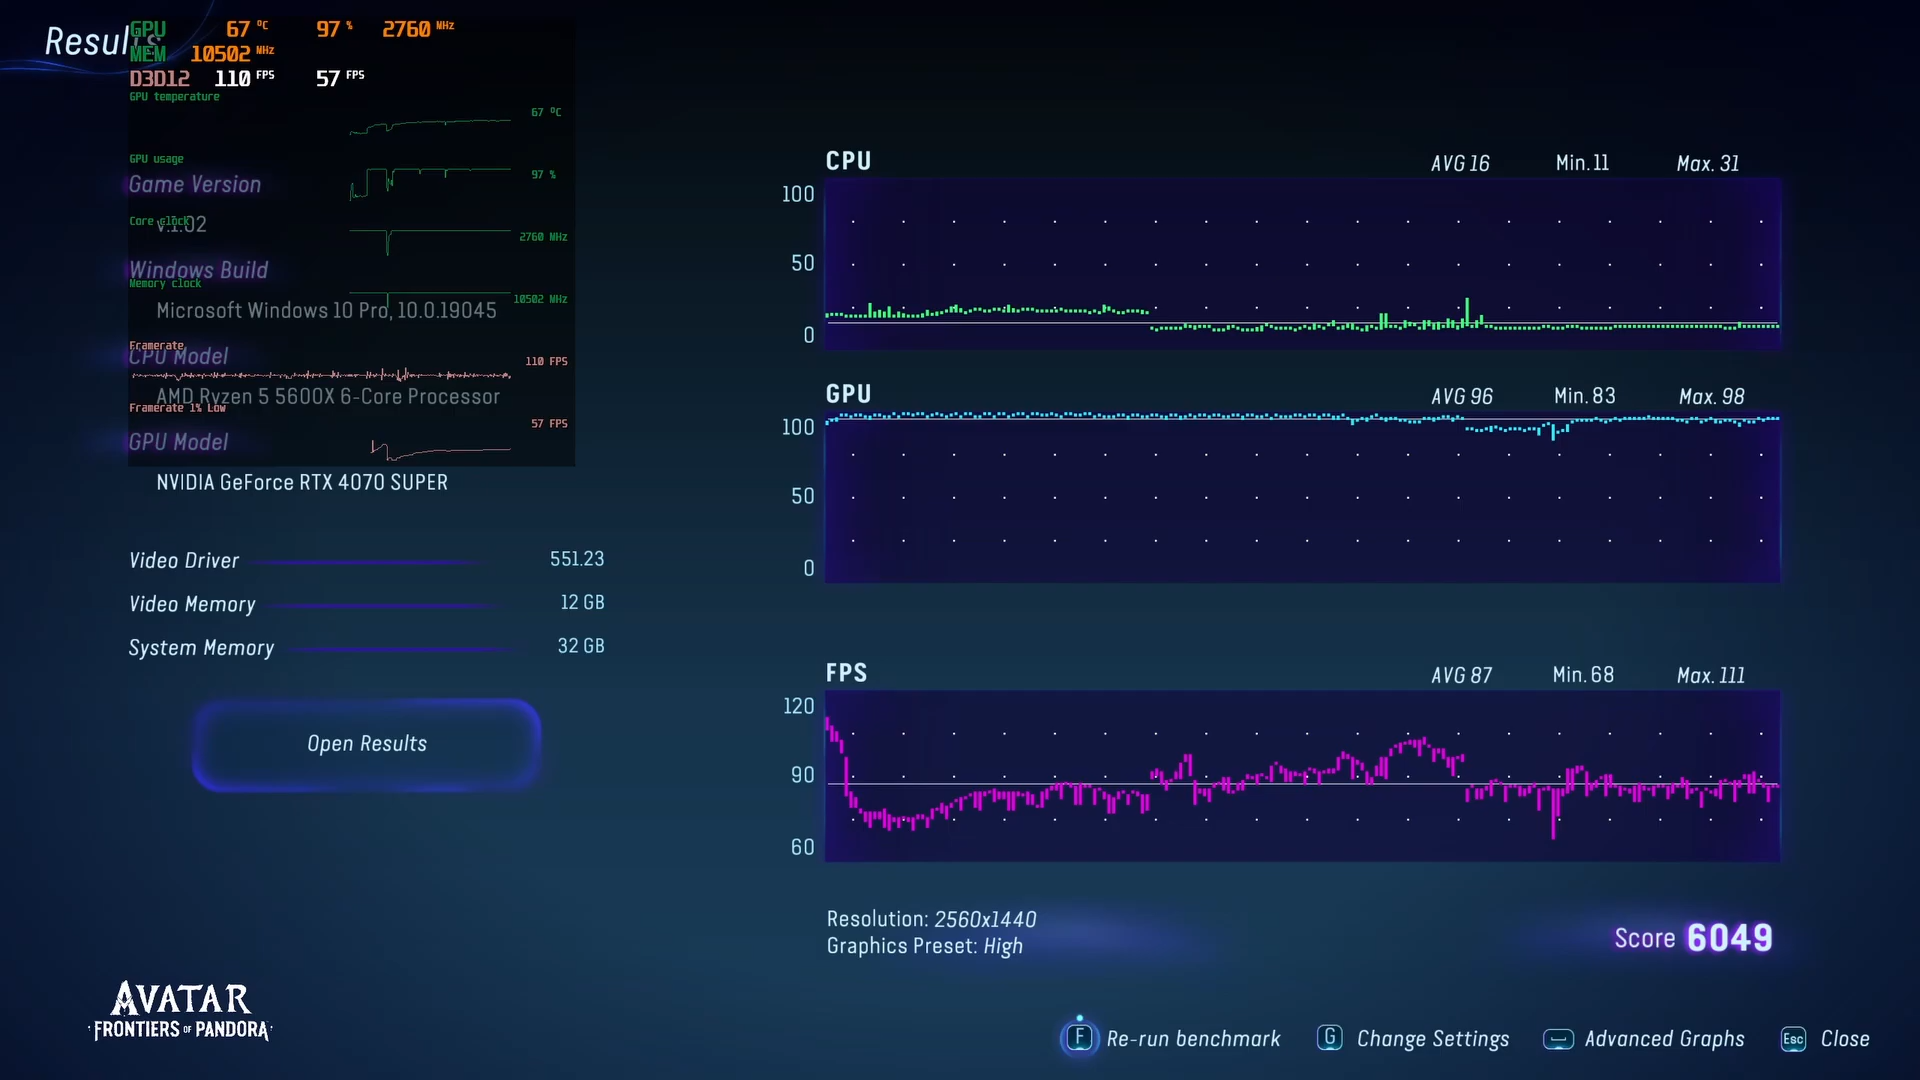 Results
GPU 67 °C 97 % 2760 MHz
MEM 10502 MHz
D3D12 110 FPS 57 FPS
GPU temperature
67 °C
GPU usage
97 %
Game Version
Core clock
v.1.02
2760 MHz
Windows Build
Memory clock
10502 MHz
Microsoft Windows 10 Pro, 10.0.19045
Framerate
CPU Model
110 FPS
AMD Ryzen 5 5600X 6-Core Processor
Framerate 1% Low
57 FPS
GPU Model
NVIDIA GeForce RTX 4070 SUPER
Video Driver 551.23
Video Memory 12 GB
System Memory 32 GB
Open Results
CPU AVG 16 Min. 11 Max. 31
100
50
0
GPU AVG 96 Min. 83 Max. 98
100
50
0
FPS AVG 87 Min. 68 Max. 111
120
90
60
Resolution: 2560x1440
Graphics Preset: High
Score 6049
AVATAR
FRONTIERS OF PANDORA
F Re-run benchmark G Change Settings Advanced Graphs Esc Close